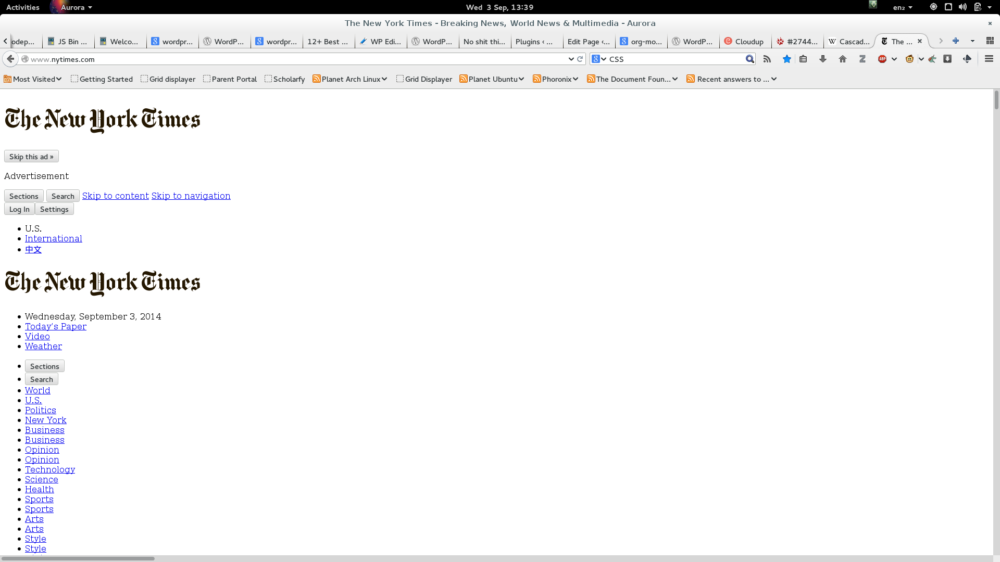 Activities Aurora Wed 3 Sep, 13:39 en₂
The New York Times - Breaking News, World News & Multimedia - Aurora
odep... JS Bin ... Welco... wordpr... WordP... wordpr... 12+ Best ... WP Edi... WordP... No shit thi... Plugins ‹ ... Edit Page ‹... org-mo... WordP... Cloudup #2744... Cascad... The ...
www.nytimes.com CSS
Most Visited Getting Started Grid displayer Parent Portal Scholarfy Planet Arch Linux Grid Displayer Planet Ubuntu Phoronix The Document Foun... Recent answers to ...
The New York Times
Skip this ad »
Advertisement
Sections Search Skip to content Skip to navigation
Log In Settings
U.S.
International
中文
The New York Times
Wednesday, September 3, 2014
Today’s Paper
Video
Weather
Sections
Search
World
U.S.
Politics
New York
Business
Business
Opinion
Opinion
Technology
Science
Health
Sports
Sports
Arts
Arts
Style
Style